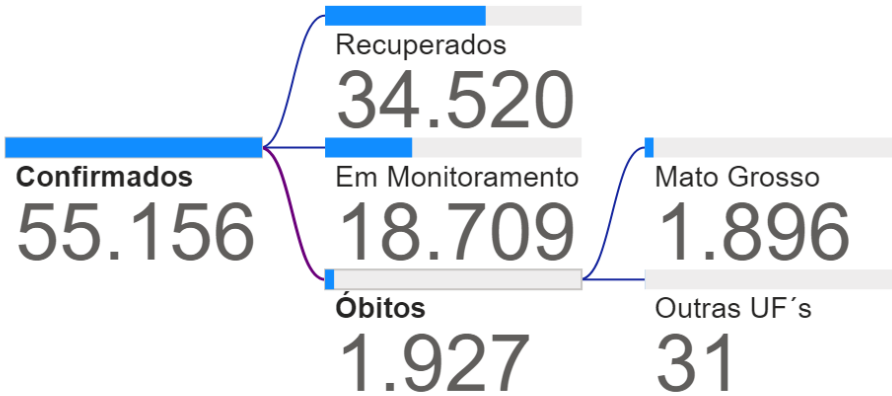 Recuperados
34.520
Confirmados
55.156
Em Monitoramento
18.709
Mato Grosso
1.896
Óbitos
1.927
Outras UF´s
31